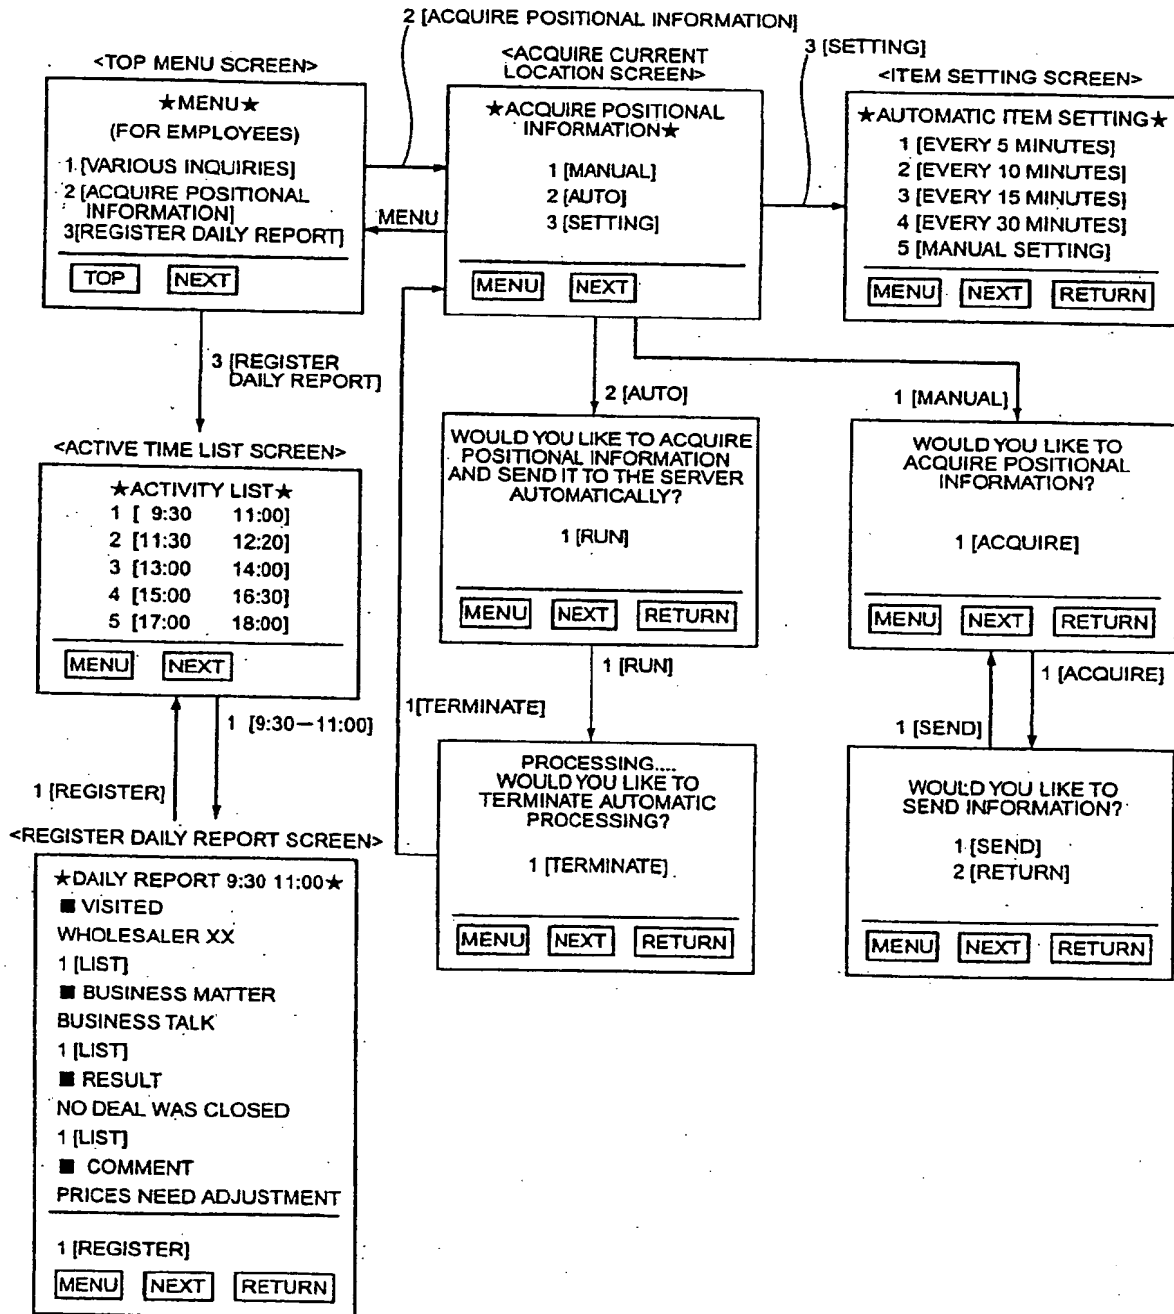 2 [ACQUIRE POSITIONAL INFORMATION]
<TOP MENU SCREEN>
★MENU★
(FOR EMPLOYEES)
1 [VARIOUS INQUIRIES]
2 [ACQUIRE POSITIONAL
INFORMATION]
3[REGISTER DAILY REPORT]
TOP NEXT
MENU
<ACQUIRE CURRENT
LOCATION SCREEN>
★ACQUIRE POSITIONAL
INFORMATION★
1 [MANUAL]
2 [AUTO]
3 [SETTING]
MENU NEXT
3 [SETTING]
<ITEM SETTING SCREEN>
★AUTOMATIC ITEM SETTING★
1 [EVERY 5 MINUTES]
2 [EVERY 10 MINUTES]
3 [EVERY 15 MINUTES]
4 [EVERY 30 MINUTES]
5 [MANUAL SETTING]
MENU NEXT RETURN
3 [REGISTER
DAILY REPORT]
<ACTIVE TIME LIST SCREEN>
★ACTIVITY LIST★
1 [ 9:30 11:00]
2 [11:30 12:20]
3 [13:00 14:00]
4 [15:00 16:30]
5 [17:00 18:00]
MENU NEXT
1 [9:30—11:00]
1 [REGISTER]
<REGISTER DAILY REPORT SCREEN>
★DAILY REPORT 9:30 11:00★
■ VISITED
WHOLESALER XX
1 [LIST]
■ BUSINESS MATTER
BUSINESS TALK
1 [LIST]
■ RESULT
NO DEAL WAS CLOSED
1 [LIST]
■ COMMENT
PRICES NEED ADJUSTMENT
1 [REGISTER]
MENU NEXT RETURN
2 [AUTO]
WOULD YOU LIKE TO ACQUIRE
POSITIONAL INFORMATION
AND SEND IT TO THE SERVER
AUTOMATICALLY?
1 [RUN]
MENU NEXT RETURN
1 [RUN]
1[TERMINATE]
PROCESSING....
WOULD YOU LIKE TO
TERMINATE AUTOMATIC
PROCESSING?
1 [TERMINATE]
MENU NEXT RETURN
1 [MANUAL]
WOULD YOU LIKE TO
ACQUIRE POSITIONAL
INFORMATION?
1 [ACQUIRE]
MENU NEXT RETURN
1 [ACQUIRE]
1 [SEND]
WOULD YOU LIKE TO
SEND INFORMATION?
1 [SEND]
2 [RETURN]
MENU NEXT RETURN